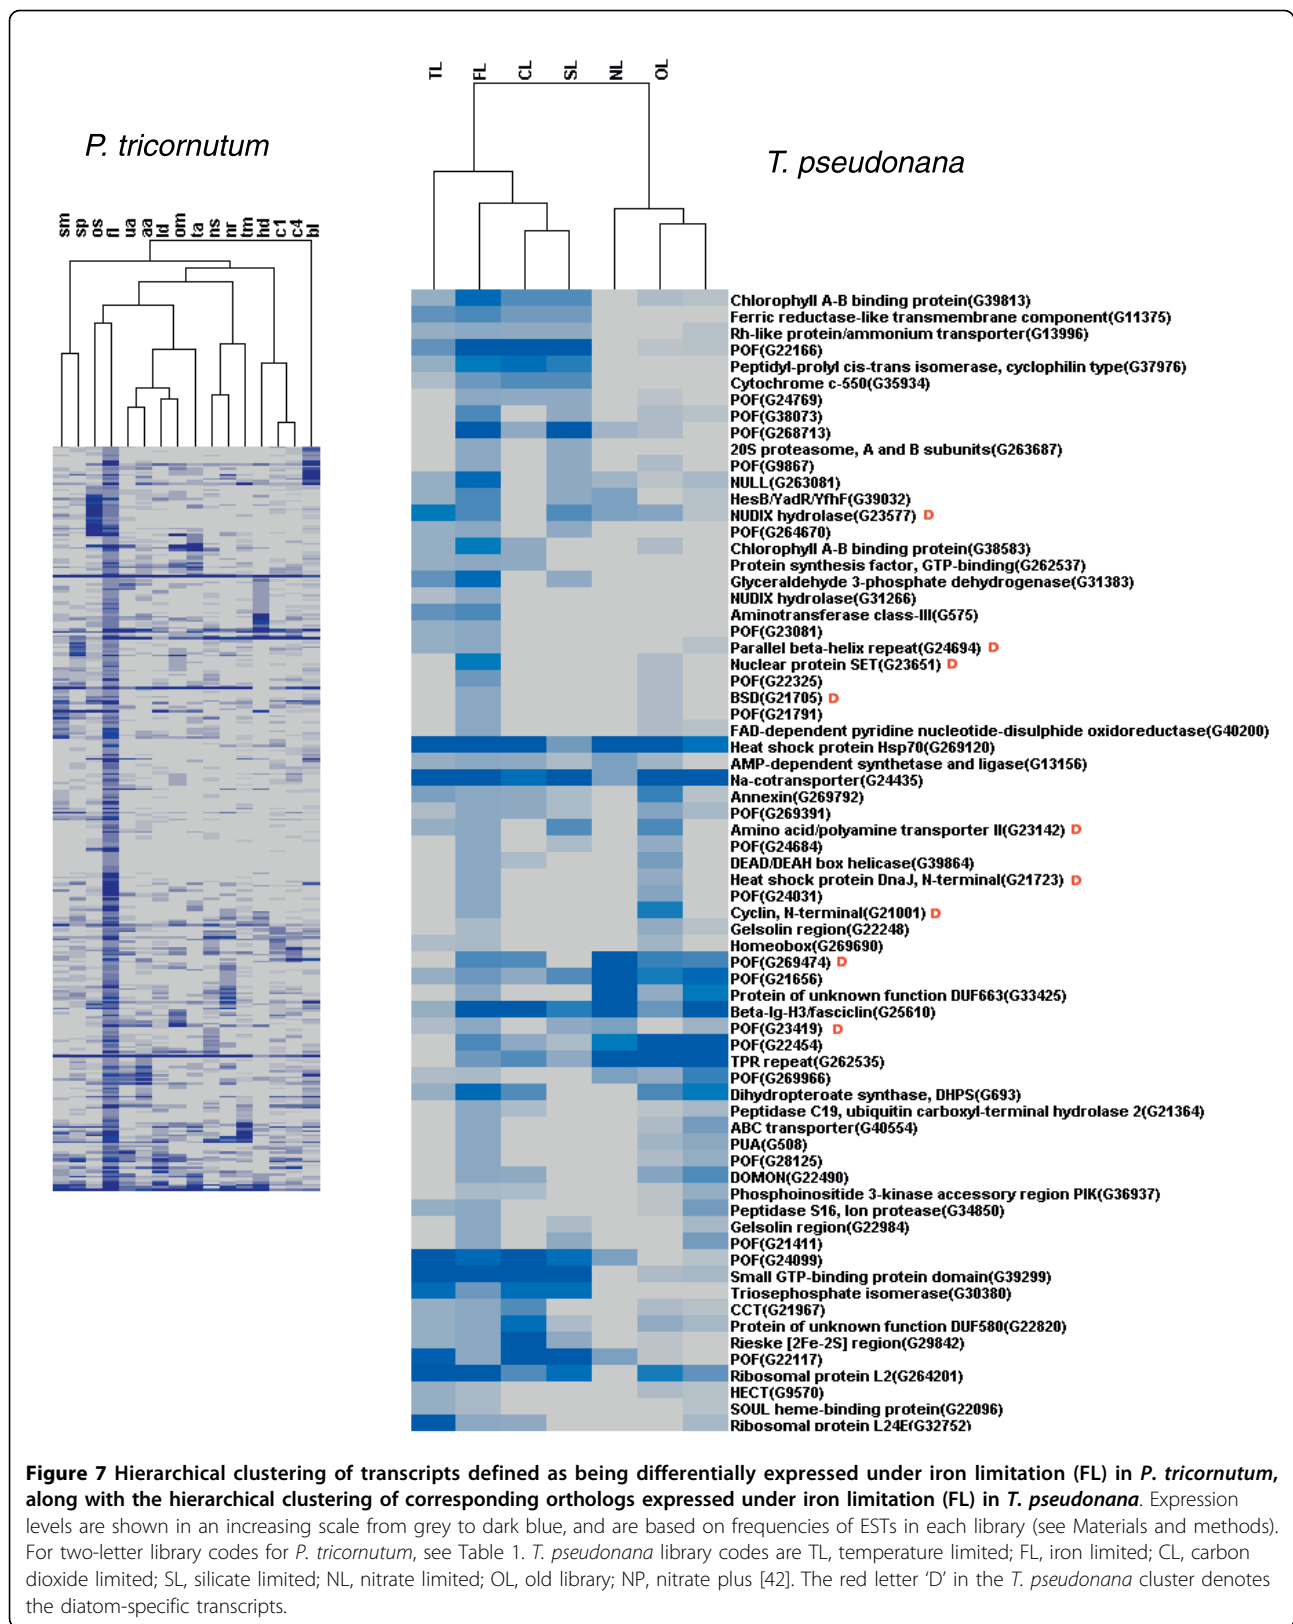 TL FL CL SL NL OL
P. tricornutum
T. pseudonana
sm sp os fl ua aa ld om ta ns nr tm hd c1 c4 bl
Chlorophyll A-B binding protein(G39813)
Ferric reductase-like transmembrane component(G11375)
Rh-like protein/ammonium transporter(G13996)
POF(G22166)
Peptidyl-prolyl cis-trans isomerase, cyclophilin type(G37976)
Cytochrome c-550(G35934)
POF(G24769)
POF(G38073)
POF(G268713)
20S proteasome, A and B subunits(G263687)
POF(G9867)
NULL(G263081)
HesB/YadR/YfhF(G39032)
NUDIX hydrolase(G23577) D
POF(G264670)
Chlorophyll A-B binding protein(G38583)
Protein synthesis factor, GTP-binding(G262537)
Glyceraldehyde 3-phosphate dehydrogenase(G31383)
NUDIX hydrolase(G31266)
Aminotransferase class-III(G575)
POF(G23081)
Parallel beta-helix repeat(G24694) D
Nuclear protein SET(G23651) D
POF(G22325)
BSD(G21705) D
POF(G21791)
FAD-dependent pyridine nucleotide-disulphide oxidoreductase(G40200)
Heat shock protein Hsp70(G269120)
AMP-dependent synthetase and ligase(G13156)
Na-cotransporter(G24435)
Annexin(G269792)
POF(G269391)
Amino acid/polyamine transporter II(G23142) D
POF(G24684)
DEAD/DEAH box helicase(G39864)
Heat shock protein DnaJ, N-terminal(G21723) D
POF(G24031)
Cyclin, N-terminal(G21001) D
Gelsolin region(G22248)
Homeobox(G269690)
POF(G269474) D
POF(G21656)
Protein of unknown function DUF663(G33425)
Beta-Ig-H3/fasciclin(G25610)
POF(G23419) D
POF(G22454)
TPR repeat(G262535)
POF(G269966)
Dihydropteroate synthase, DHPS(G693)
Peptidase C19, ubiquitin carboxyl-terminal hydrolase 2(G21364)
ABC transporter(G40554)
PUA(G508)
POF(G28125)
DOMON(G22490)
Phosphoinositide 3-kinase accessory region PIK(G36937)
Peptidase S16, lon protease(G34850)
Gelsolin region(G22984)
POF(G21411)
POF(G24099)
Small GTP-binding protein domain(G39299)
Triosephosphate isomerase(G30380)
CCT(G21967)
Protein of unknown function DUF580(G22820)
Rieske [2Fe-2S] region(G29842)
POF(G22117)
Ribosomal protein L2(G264201)
HECT(G9570)
SOUL heme-binding protein(G22096)
Ribosomal protein L24E(G32752)
Figure 7 Hierarchical clustering of transcripts defined as being differentially expressed under iron limitation (FL) in P. tricornutum,
along with the hierarchical clustering of corresponding orthologs expressed under iron limitation (FL) in T. pseudonana. Expression
levels are shown in an increasing scale from grey to dark blue, and are based on frequencies of ESTs in each library (see Materials and methods).
For two-letter library codes for P. tricornutum, see Table 1. T. pseudonana library codes are TL, temperature limited; FL, iron limited; CL, carbon
dioxide limited; SL, silicate limited; NL, nitrate limited; OL, old library; NP, nitrate plus [42]. The red letter ‘D’ in the T. pseudonana cluster denotes
the diatom-specific transcripts.